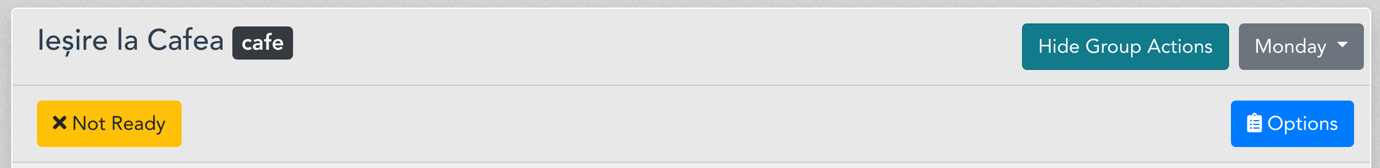 Ieșire la Cafea cafe
Hide Group Actions
Monday
Not Ready
Options